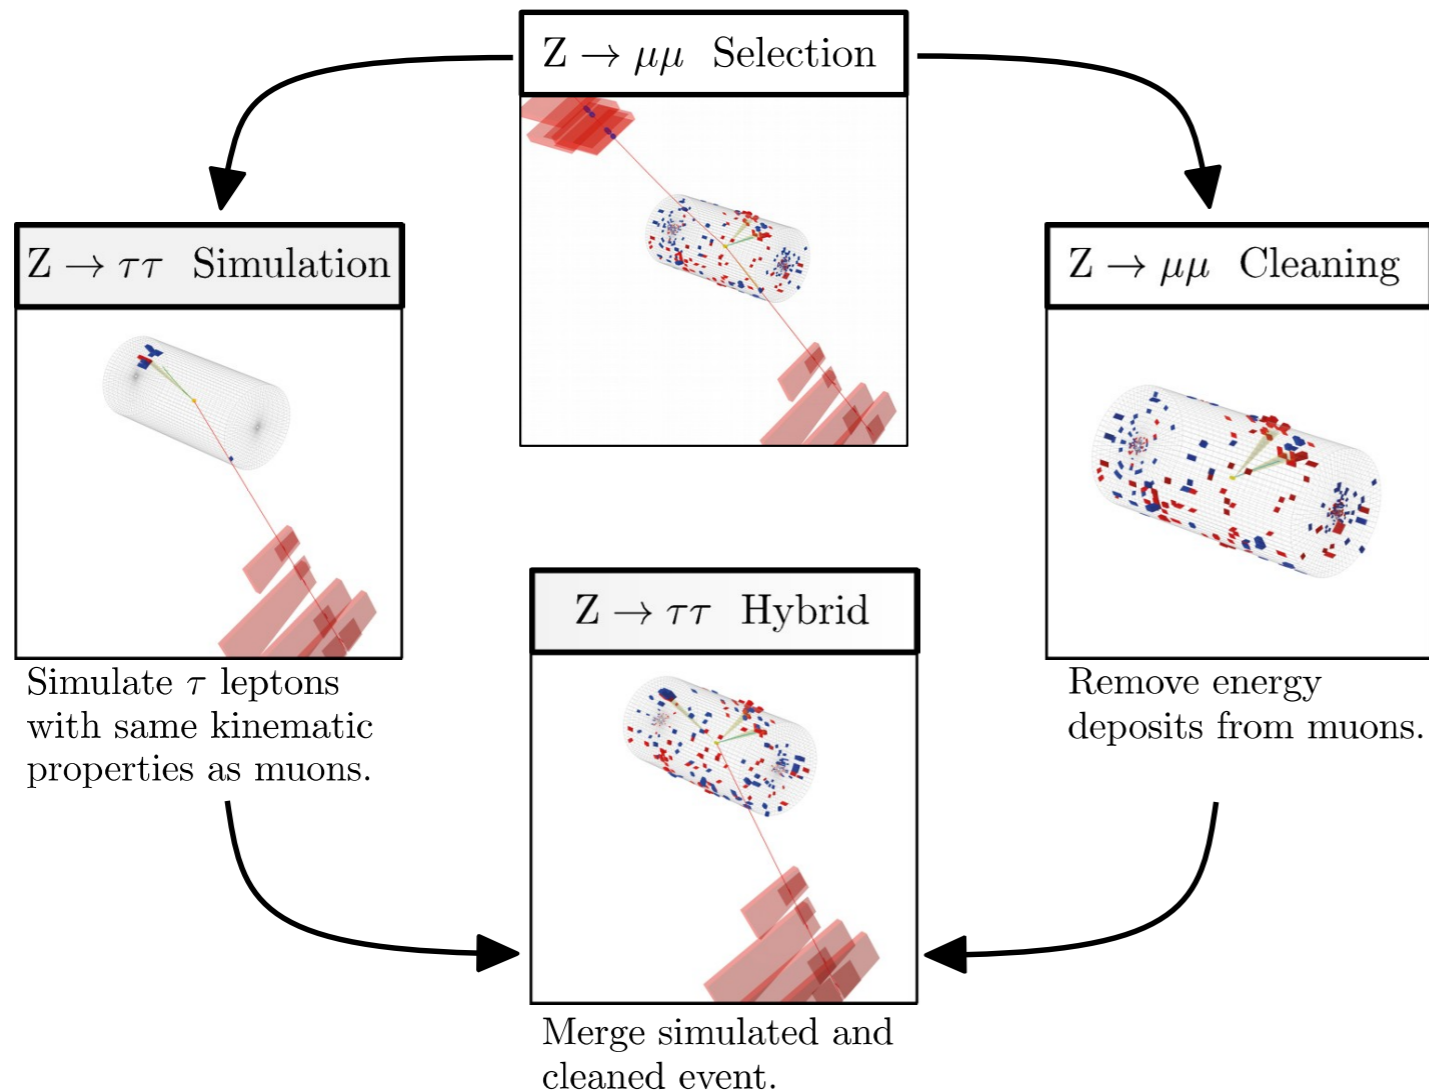 Z → μμ Selection
Z → ττ Simulation
Z → μμ Cleaning
Simulate τ leptons
with same kinematic
properties as muons.
Remove energy
deposits from muons.
Z → ττ Hybrid
Merge simulated and
cleaned event.